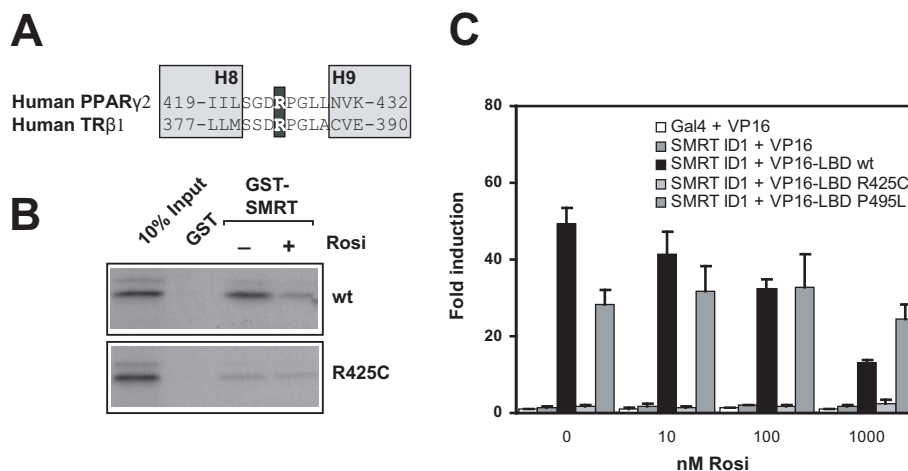 A
H8 H9
Human PPARγ2 419-IILSGDRPGLLNVK-432
Human TRβ1 377-LLMSSDRPGLACVE-390
B
10% Input
GST
GST-
SMRT
– + Rosi
wt
R425C
C
80
60
40
20
0
Fold induction
Gal4 + VP16
SMRT ID1 + VP16
SMRT ID1 + VP16-LBD wt
SMRT ID1 + VP16-LBD R425C
SMRT ID1 + VP16-LBD P495L
0 10 100 1000
nM Rosi